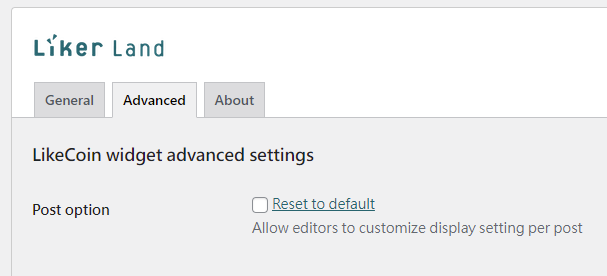 Liker Land
General
Advanced
About
LikeCoin widget advanced settings
Post option
Reset to default
Allow editors to customize display setting per post